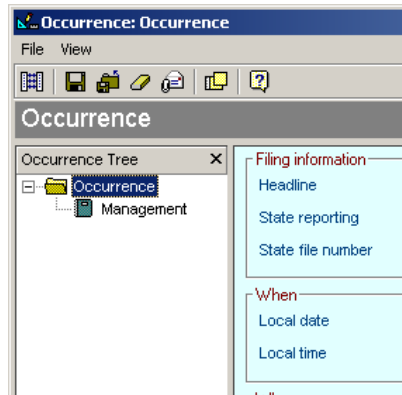 Occurrence: Occurrence
File View
Occurrence
Occurrence Tree
Occurrence
Management
Filing information
Headline
State reporting
State file number
When
Local date
Local time